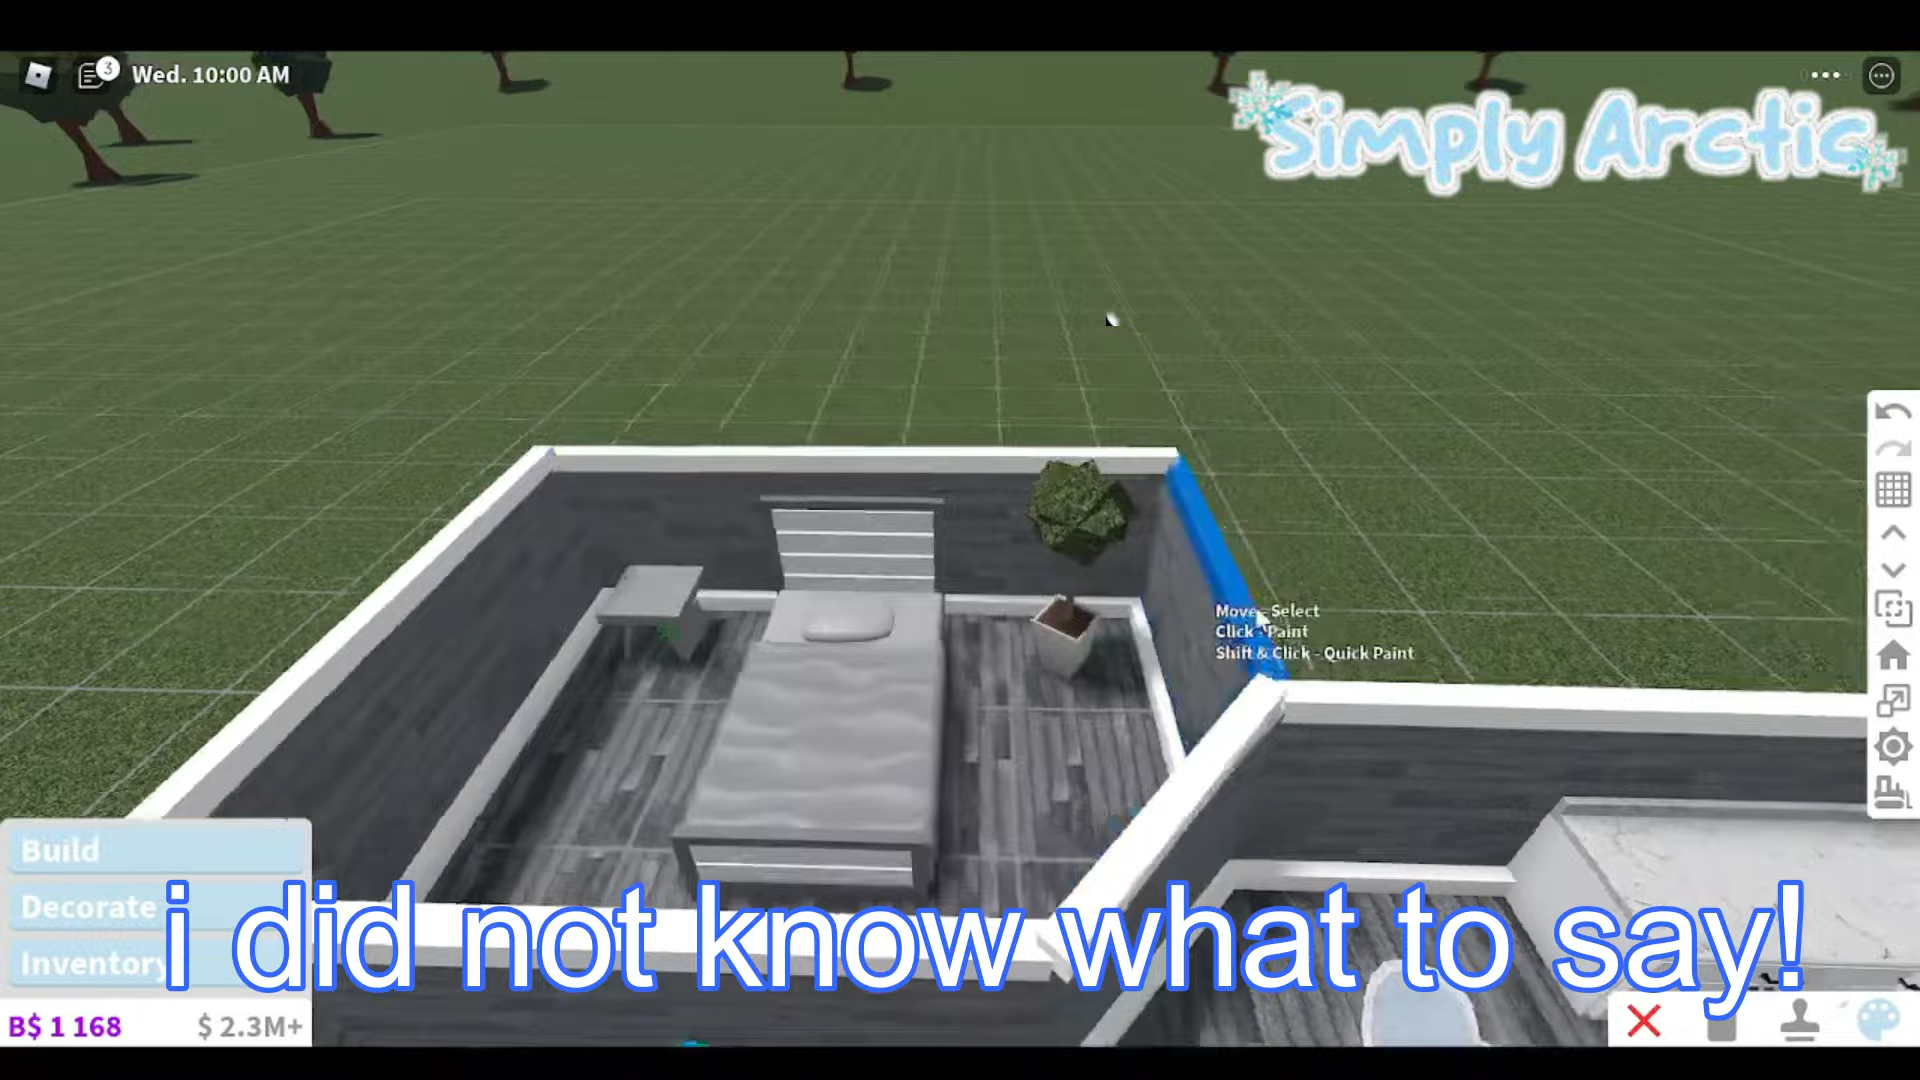 3
Wed. 10:00 AM
Simply Arctic
Move - Select
Click - Paint
Shift & Click - Quick Paint
Build
Decorate
Inventory
i did not know what to say!
B$ 1 168
$ 2.3M+